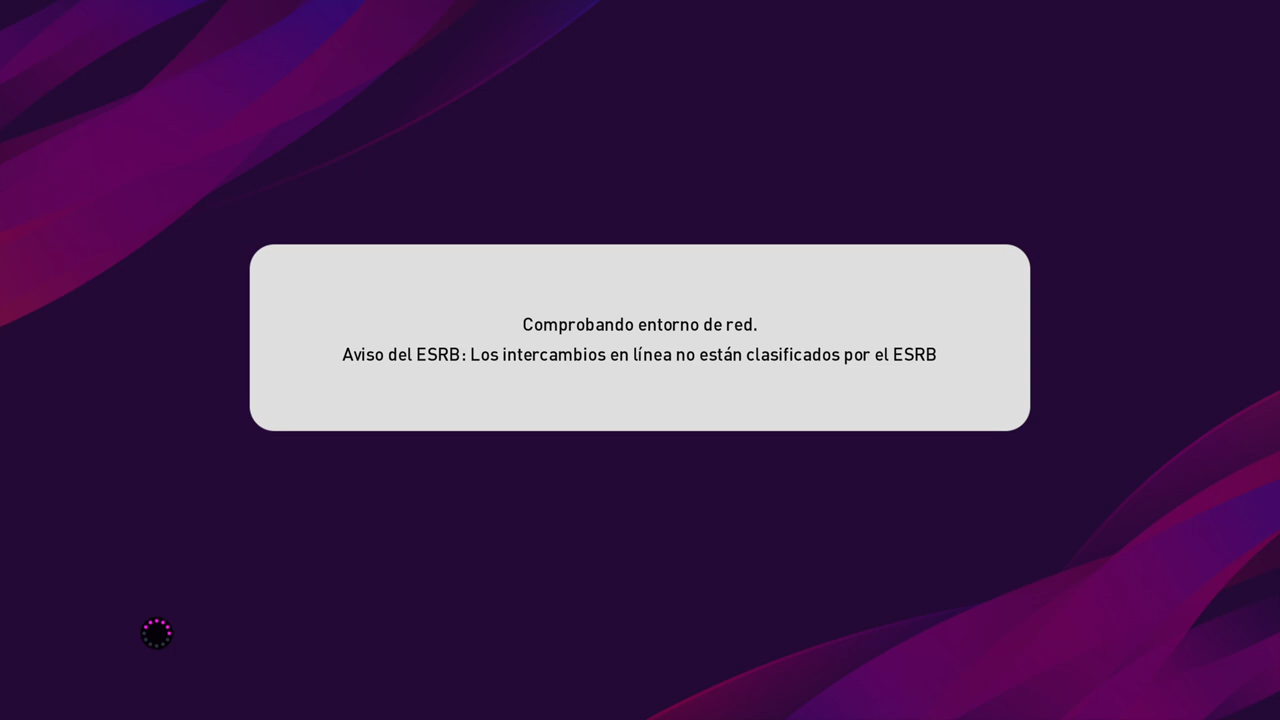 Comprobando entorno de red.
Aviso del ESRB: Los intercambios en línea no están clasificados por el ESRB